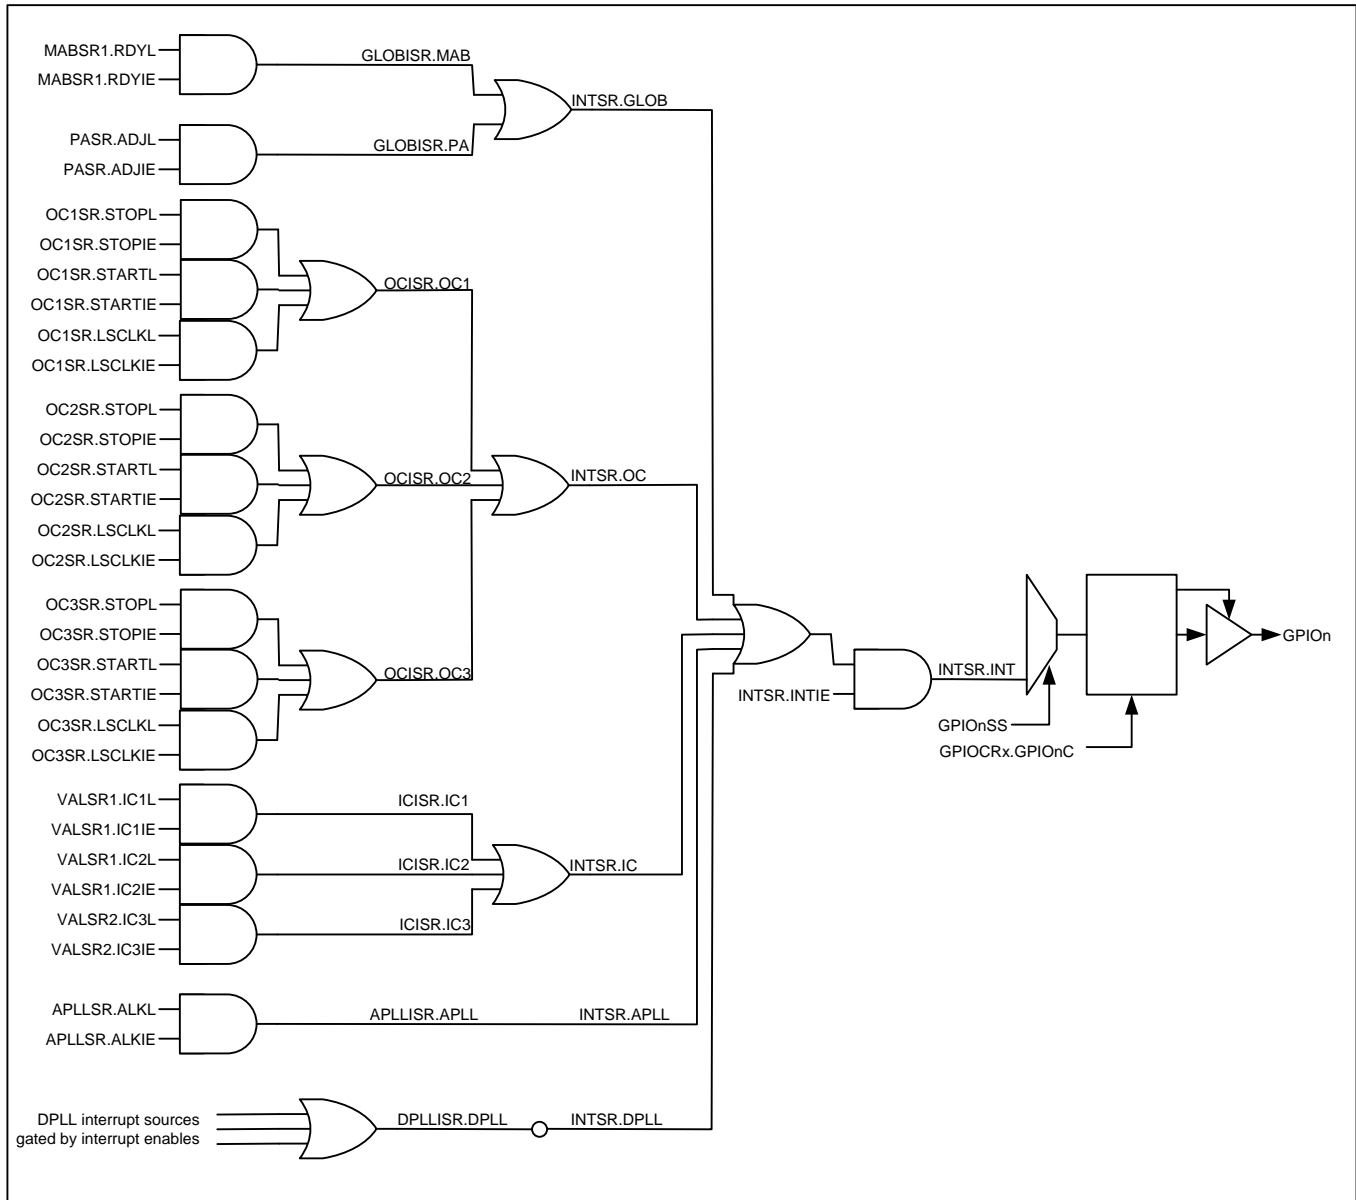 MABSR1.RDYL
MABSR1.RDYIE
GLOBISR.MAB
INTSR.GLOB
PASR.ADJL
PASR.ADJIE
GLOBISR.PA
OC1SR.STOPL
OC1SR.STOPIE
OC1SR.STARTL
OC1SR.STARTIE
OC1SR.LSCLKL
OC1SR.LSCLKIE
OCISR.OC1
OC2SR.STOPL
OC2SR.STOPIE
OC2SR.STARTL
OC2SR.STARTIE
OC2SR.LSCLKL
OC2SR.LSCLKIE
OCISR.OC2
INTSR.OC
OC3SR.STOPL
OC3SR.STOPIE
OC3SR.STARTL
OC3SR.STARTIE
OC3SR.LSCLKL
OC3SR.LSCLKIE
OCISR.OC3
VALSR1.IC1L
VALSR1.IC1IE
VALSR1.IC2L
VALSR1.IC2IE
VALSR2.IC3L
VALSR2.IC3IE
ICISR.IC1
ICISR.IC2
ICISR.IC3
INTSR.IC
APLLSR.ALKL
APLLSR.ALKIE
APLLISR.APLL
INTSR.APLL
DPLL interrupt sources
gated by interrupt enables
DPLLISR.DPLL
INTSR.DPLL
INTSR.INTIE
INTSR.INT
GPIOnSS
GPIOCRx.GPIOnC
GPIOn